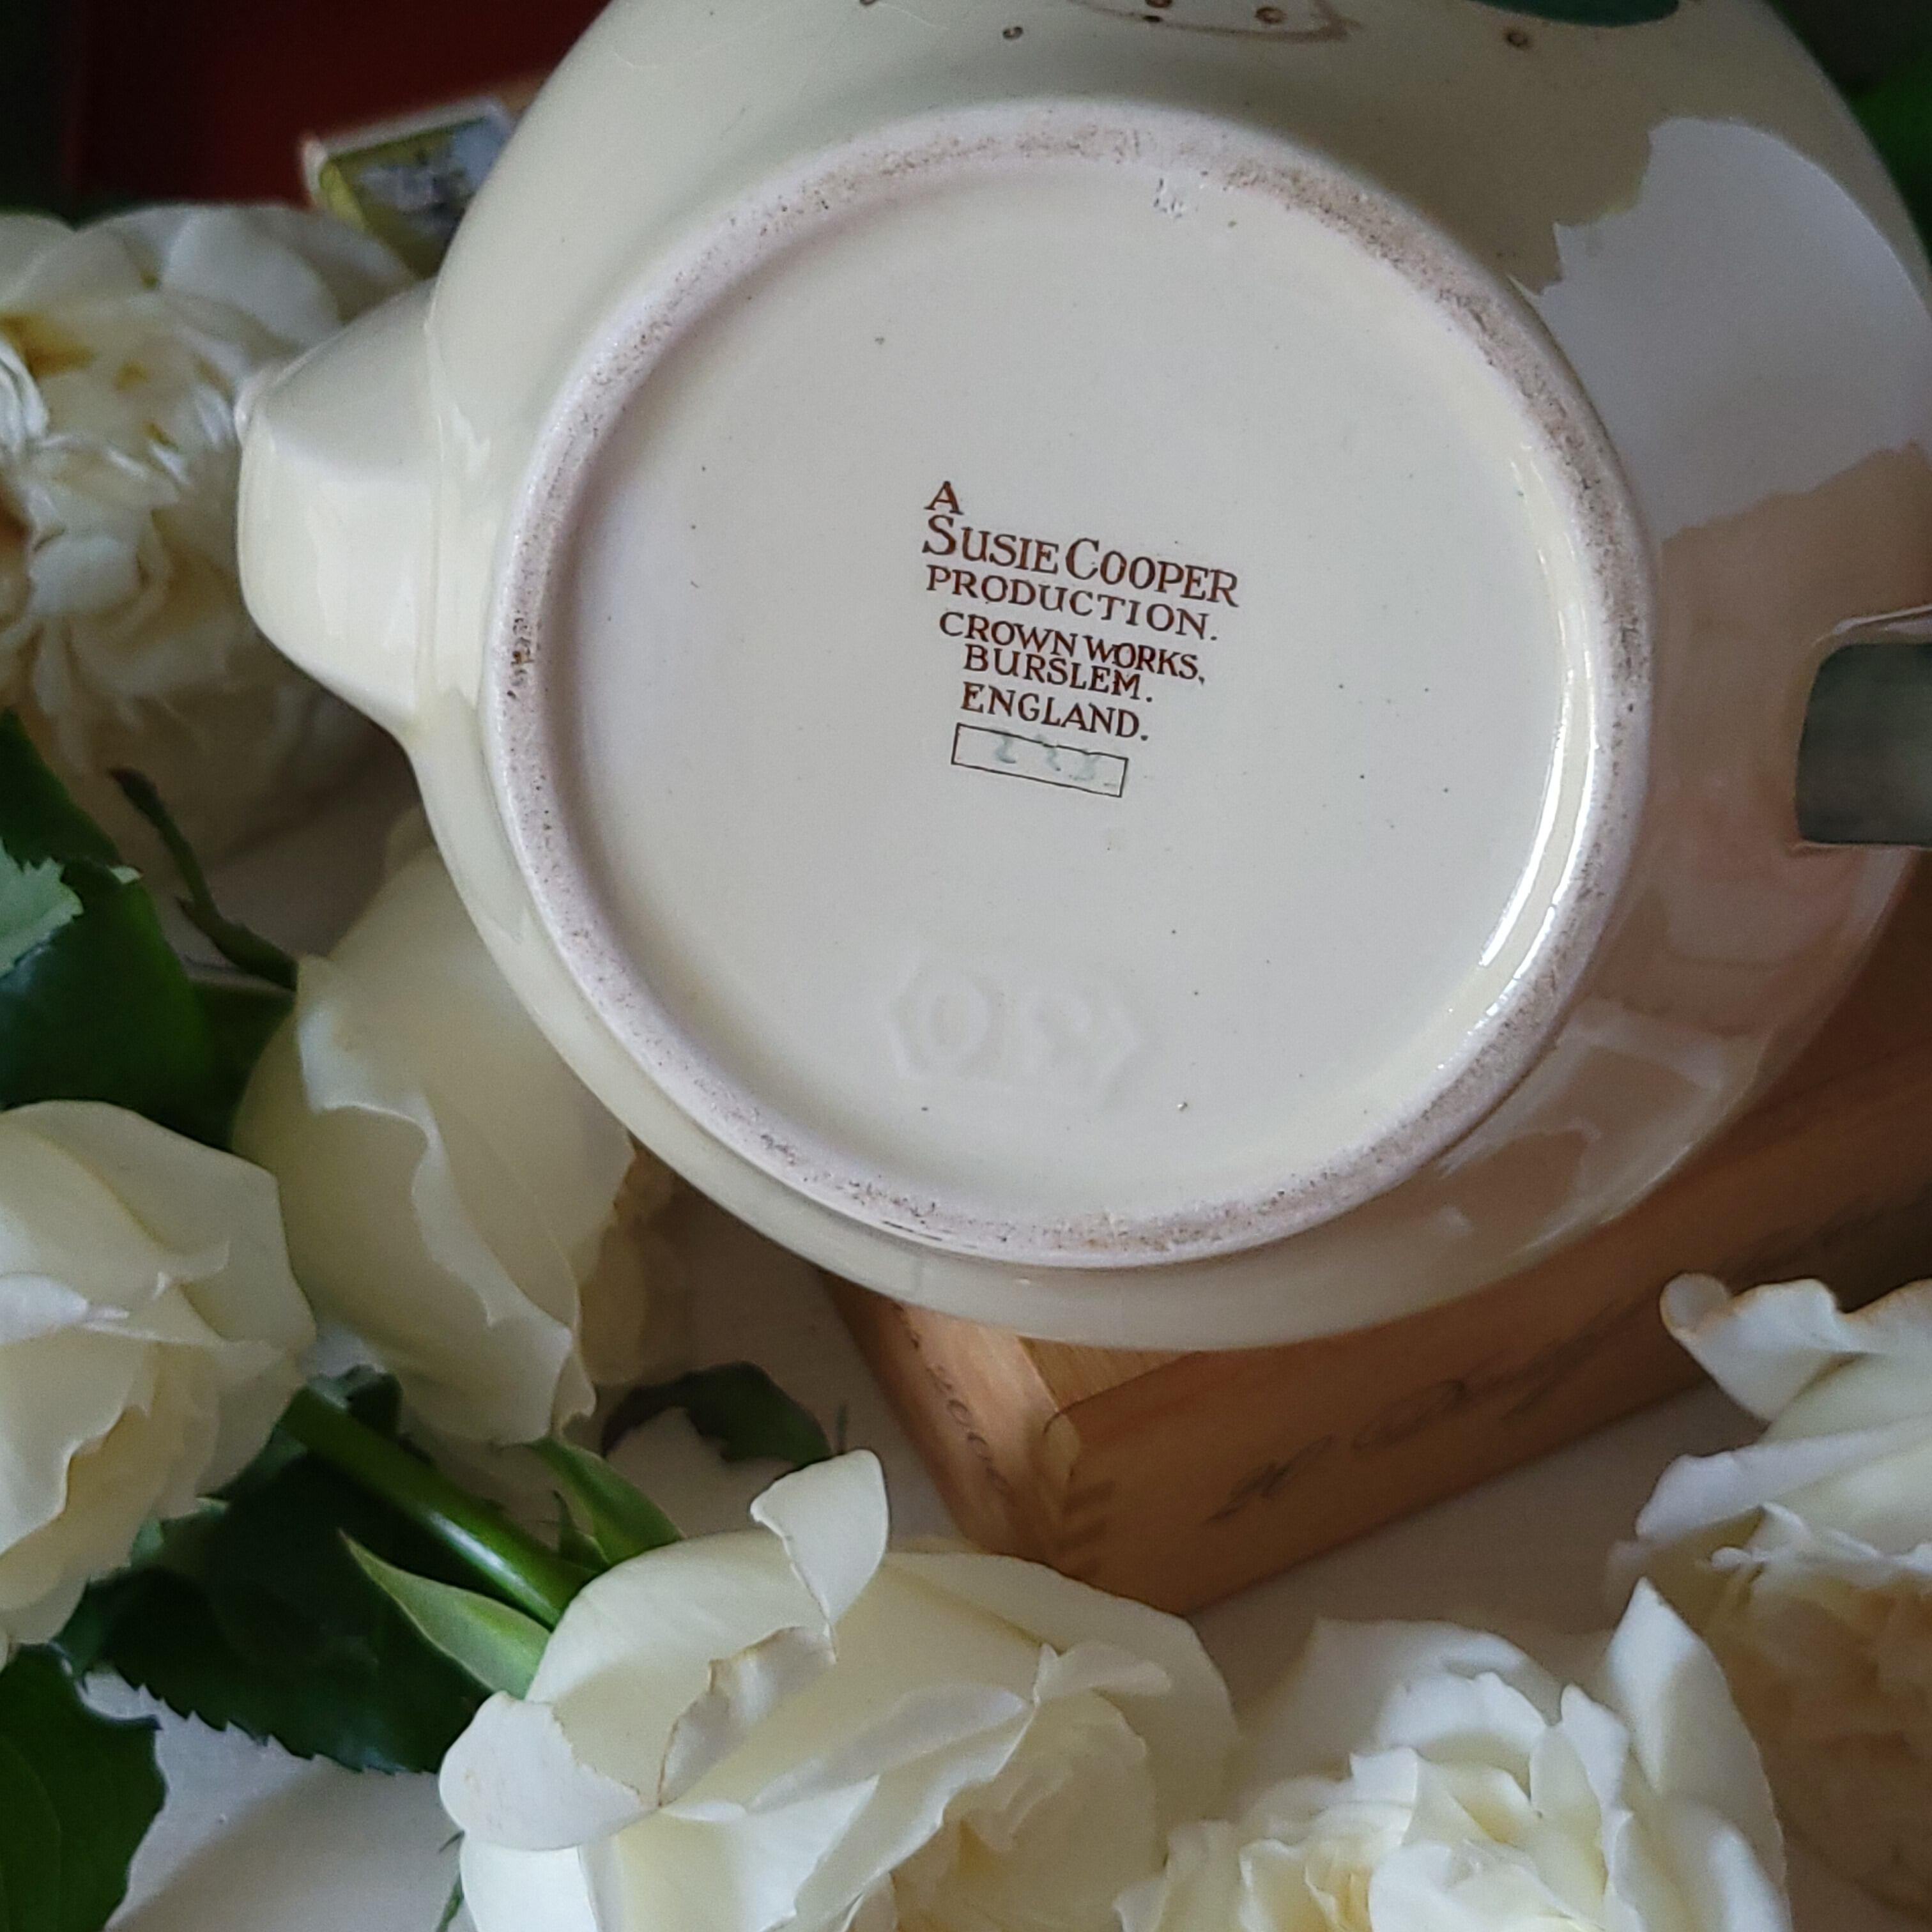 A
SUSIE COOPER
PRODUCTION.
CROWN WORKS,
BURSLEM.
ENGLAND.